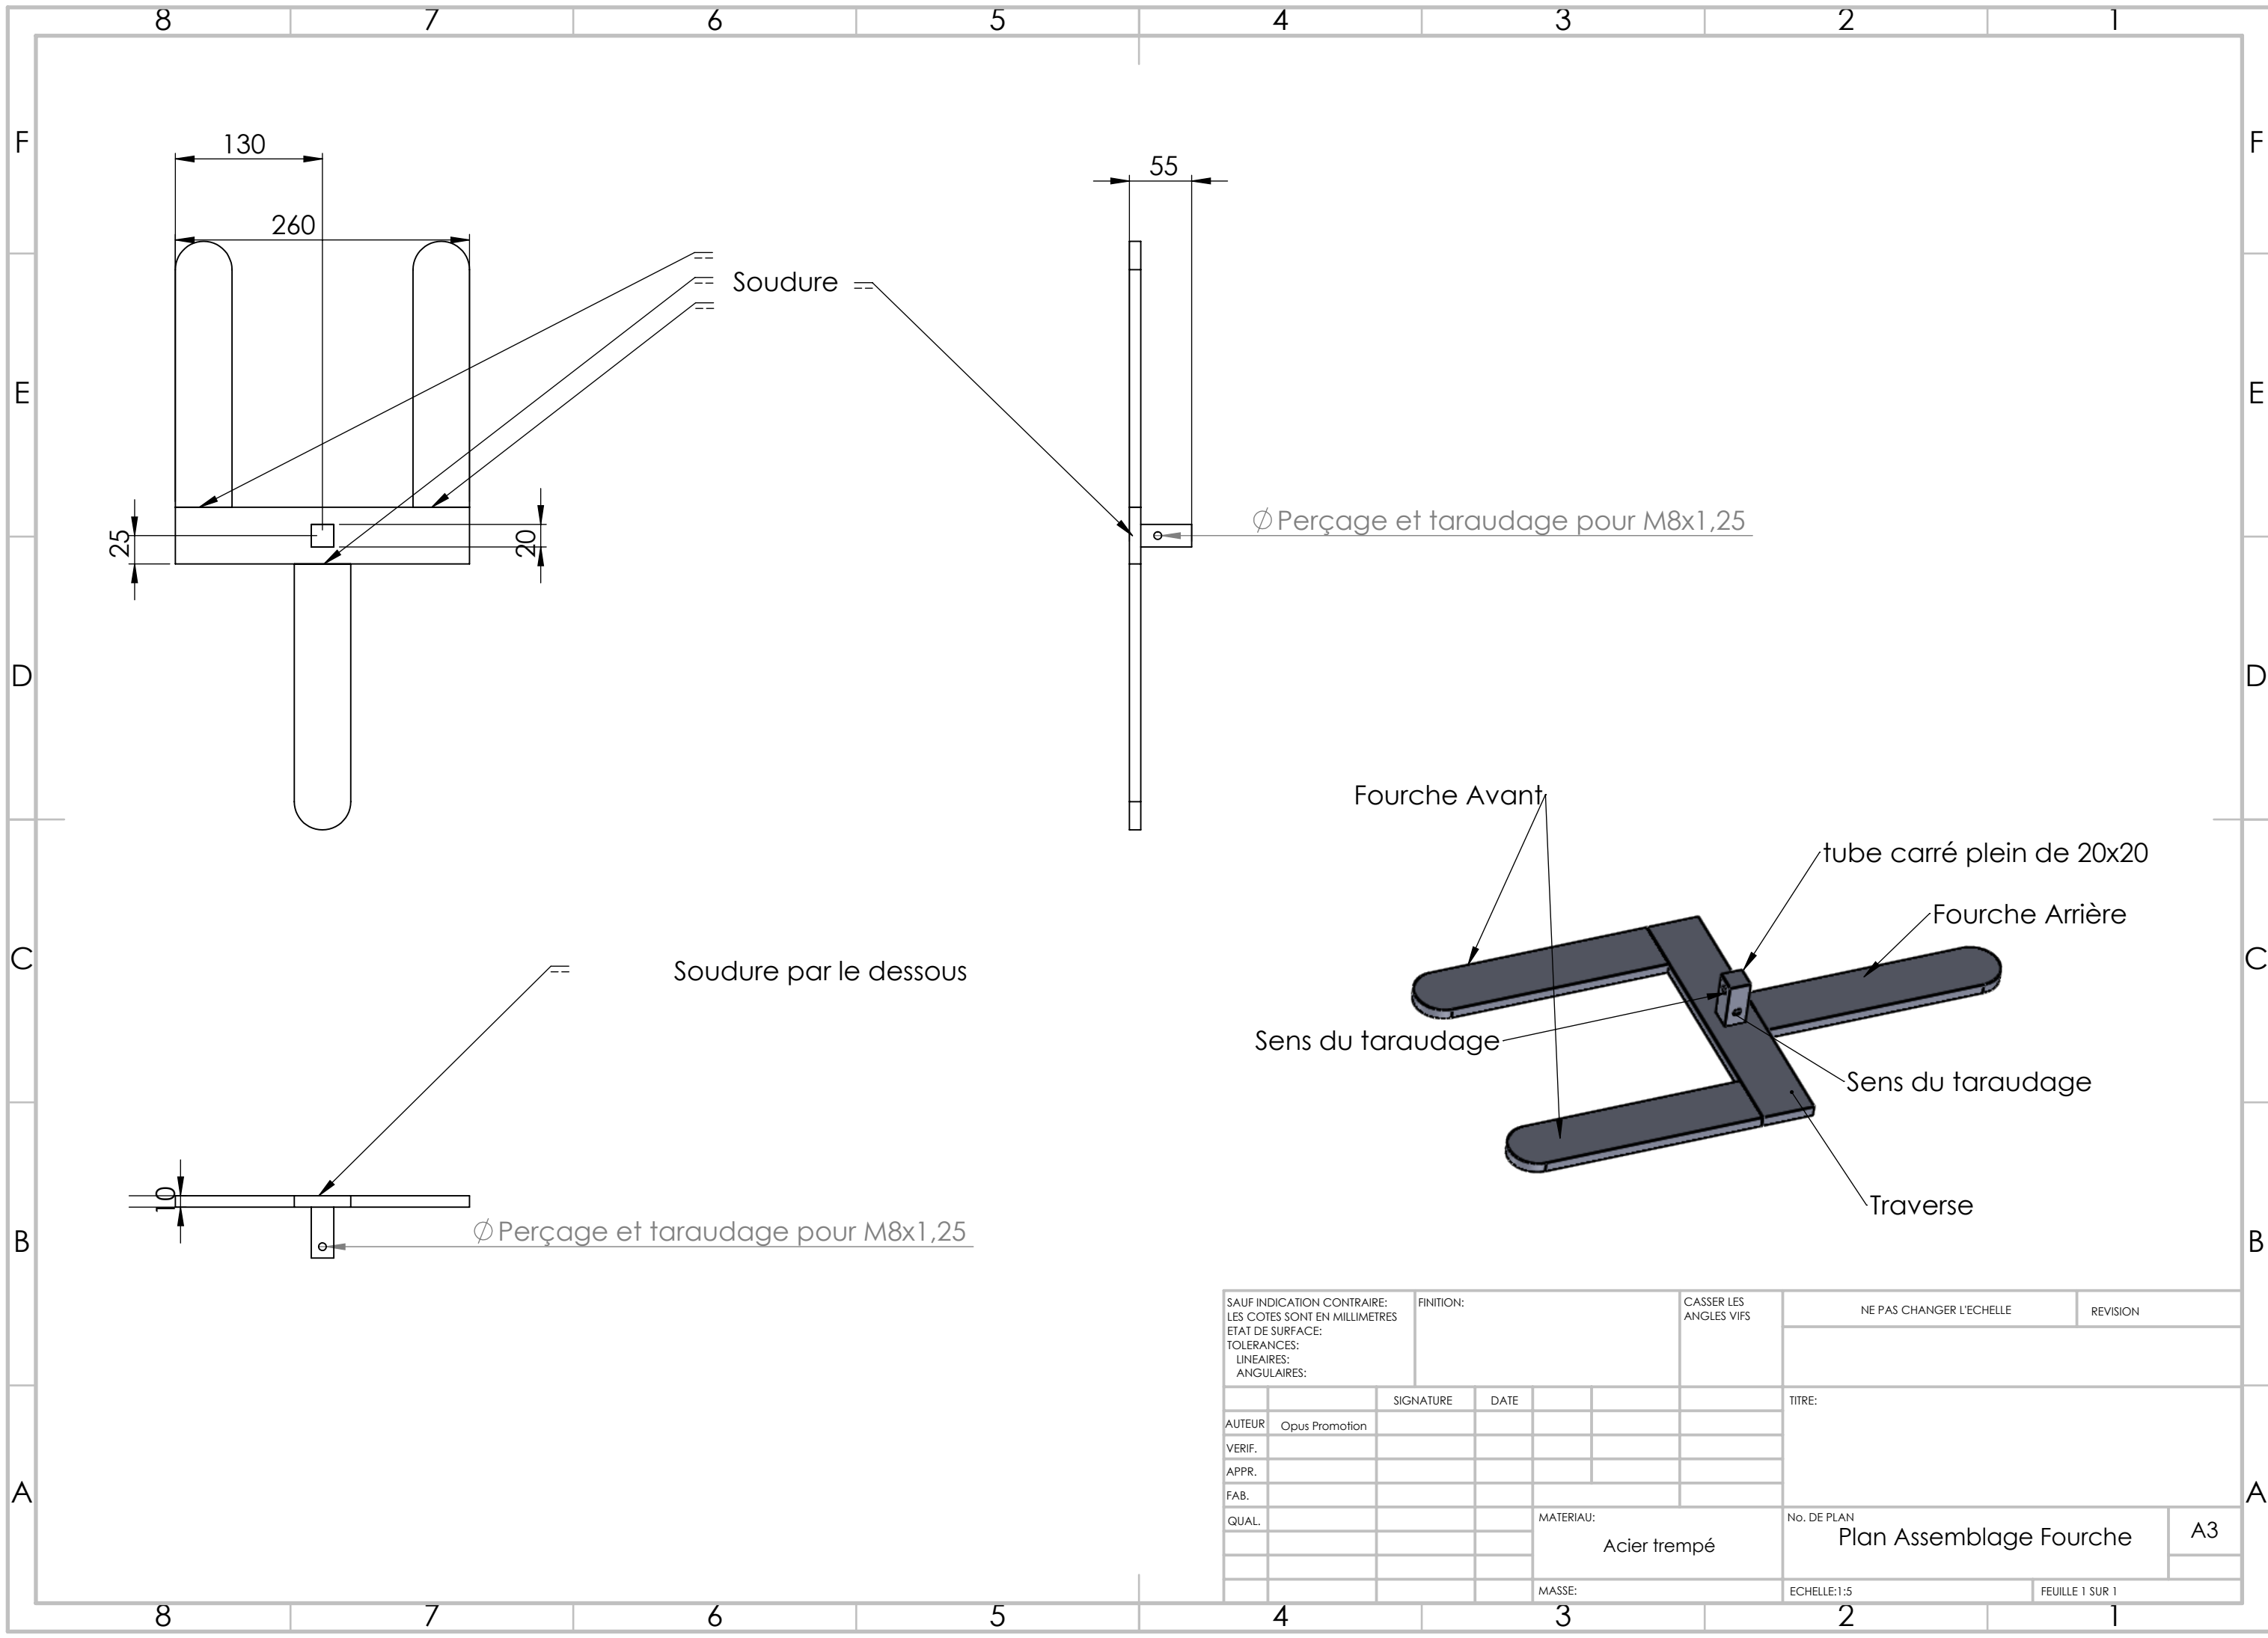 8 7 6 5 4 3 2 1
F F
130
55
260
Soudure
E E
Ø Perçage et taraudage pour M8x1,25
25
20
D D
Fourche Avant
tube carré plein de 20x20
Fourche Arrière
C C
Soudure par le dessous
Sens du taraudage
Sens du taraudage
10
Traverse
Ø Perçage et taraudage pour M8x1,25
B B
SAUF INDICATION CONTRAIRE:
LES COTES SONT EN MILLIMETRES
ETAT DE SURFACE:
TOLERANCES:
LINEAIRES:
ANGULAIRES:
FINITION:
CASSER LES
ANGLES VIFS
NE PAS CHANGER L'ECHELLE
REVISION
SIGNATURE DATE
TITRE:
AUTEUR Opus Promotion
VERIF.
APPR.
FAB.
A A
QUAL.
MATERIAU:
Acier trempé
No. DE PLAN
Plan Assemblage Fourche
A3
MASSE:
ECHELLE:1:5
FEUILLE 1 SUR 1
8 7 6 5 4 3 2 1